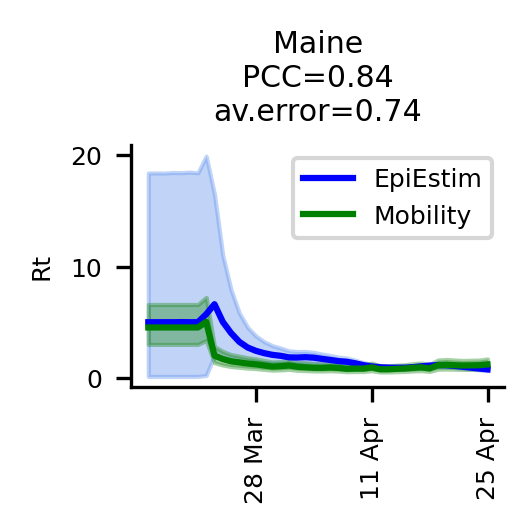 Maine
PCC=0.84
av.error=0.74
EpiEstim
Mobility
Rt
20
10
0
28 Mar
11 Apr
25 Apr